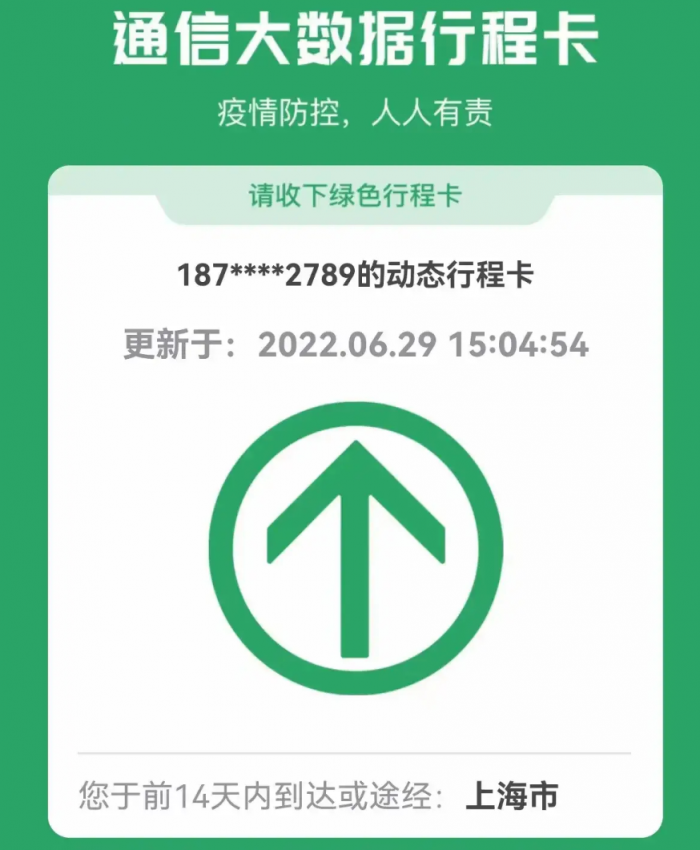 通信大数据行程卡
疫情防控，人人有责
请收下绿色行程卡
187****2789的动态行程卡
更新于：2022.06.29 15:04:54
您于前14天内到达或途经：上海市